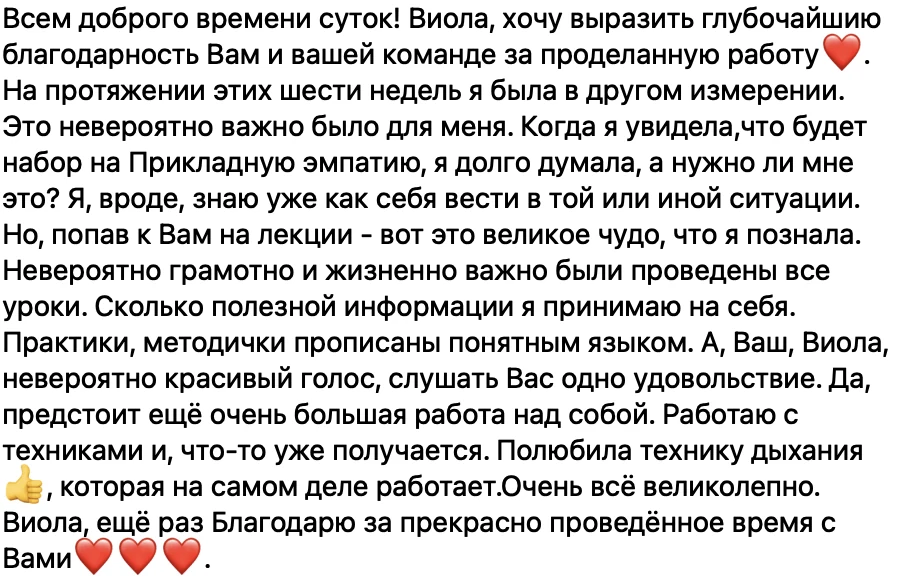 Всем доброго времени суток! Виола, хочу выразить глубочайшию
благодарность Вам и вашей команде за проделанную работу❤️.
На протяжении этих шести недель я была в другом измерении.
Это невероятно важно было для меня. Когда я увидела,что будет
набор на Прикладную эмпатию, я долго думала, а нужно ли мне
это? Я, вроде, знаю уже как себя вести в той или иной ситуации.
Но, попав к Вам на лекции - вот это великое чудо, что я познала.
Невероятно грамотно и жизненно важно были проведены все
уроки. Сколько полезной информации я принимаю на себя.
Практики, методички прописаны понятным языком. А, Ваш, Виола,
невероятно красивый голос, слушать Вас одно удовольствие. Да,
предстоит ещё очень большая работа над собой. Работаю с
техниками и, что-то уже получается. Полюбила технику дыхания
👍, которая на самом деле работает.Очень всё великолепно.
Виола, ещё раз Благодарю за прекрасно проведённое время с
Вами❤️❤️❤️.